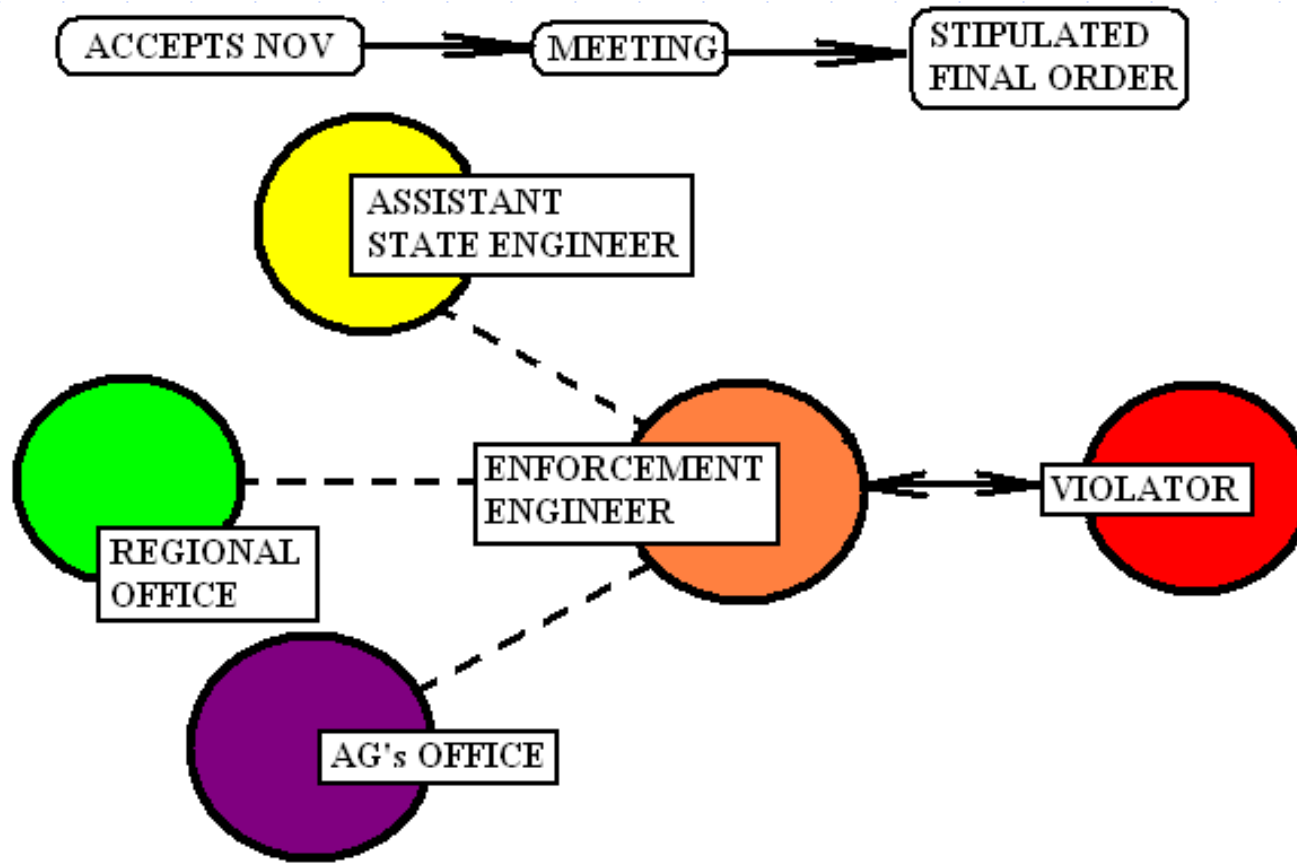 ACCEPTS NOV
MEETING
STIPULATED
FINAL ORDER
ASSISTANT
STATE ENGINEER
ENFORCEMENT
ENGINEER
VIOLATOR
REGIONAL
OFFICE
AG's OFFICE